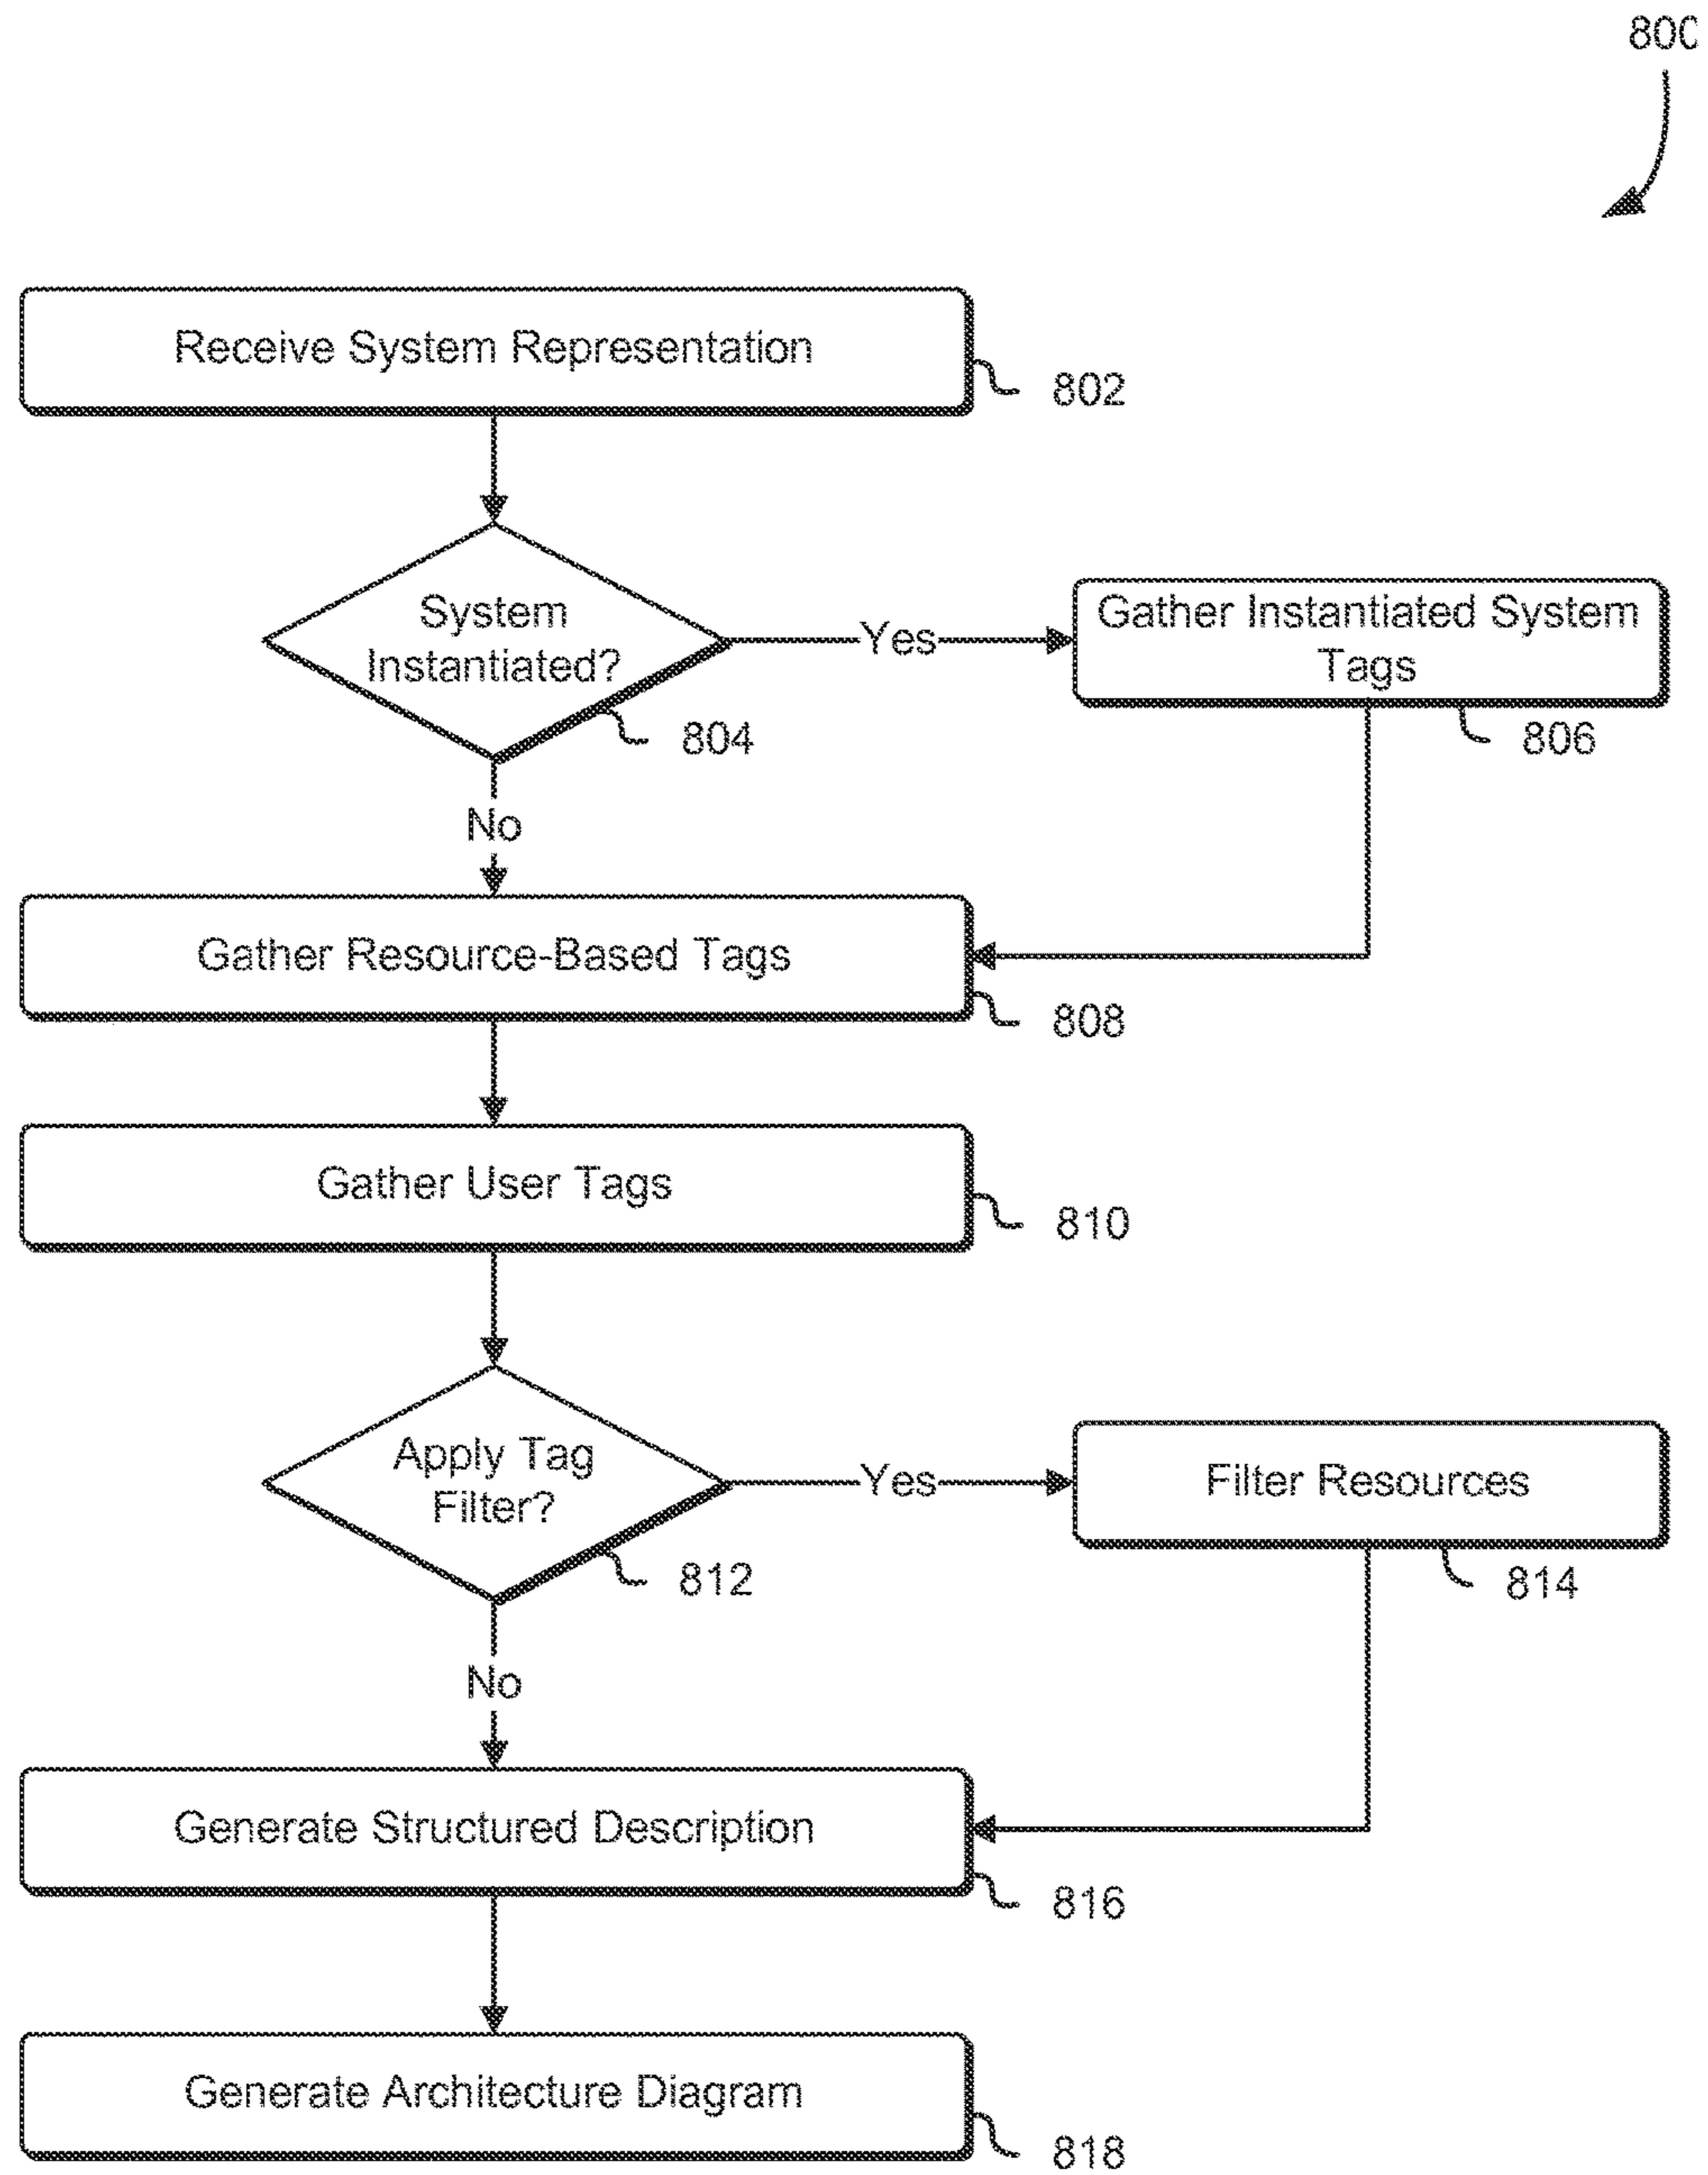 800
Receive System Representation
802
System
Instantiated?
804
Yes
Gather Instantiated System
Tags
806
No
Gather Resource-Based Tags
808
Gather User Tags
810
Apply Tag
Filter?
812
Yes
Filter Resources
814
No
Generate Structured Description
816
Generate Architecture Diagram
818